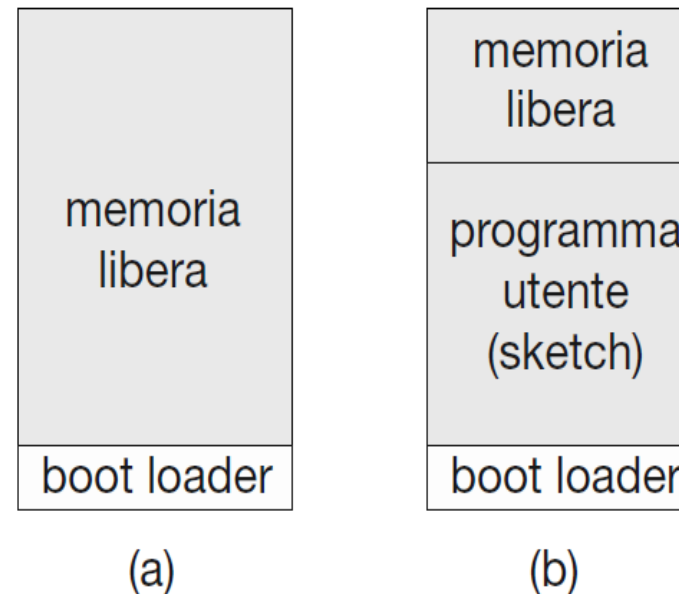 memoria
libera
boot loader
(a)
memoria
libera
programma
utente
(sketch)
boot loader
(b)